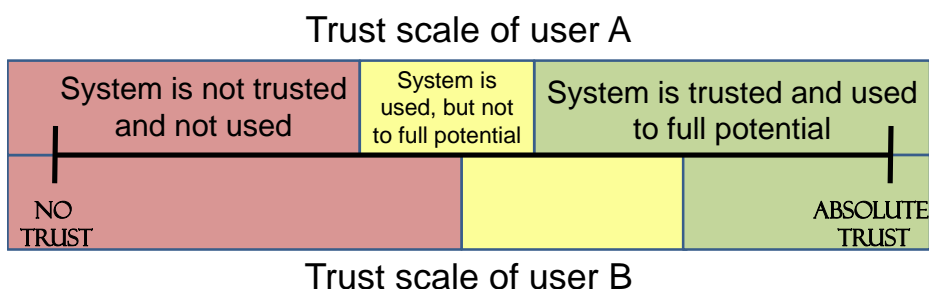 Trust scale of user A
System is not trusted
and not used
System is
used, but not
to full potential
System is trusted and used
to full potential
NO
TRUST
ABSOLUTE
TRUST
Trust scale of user B